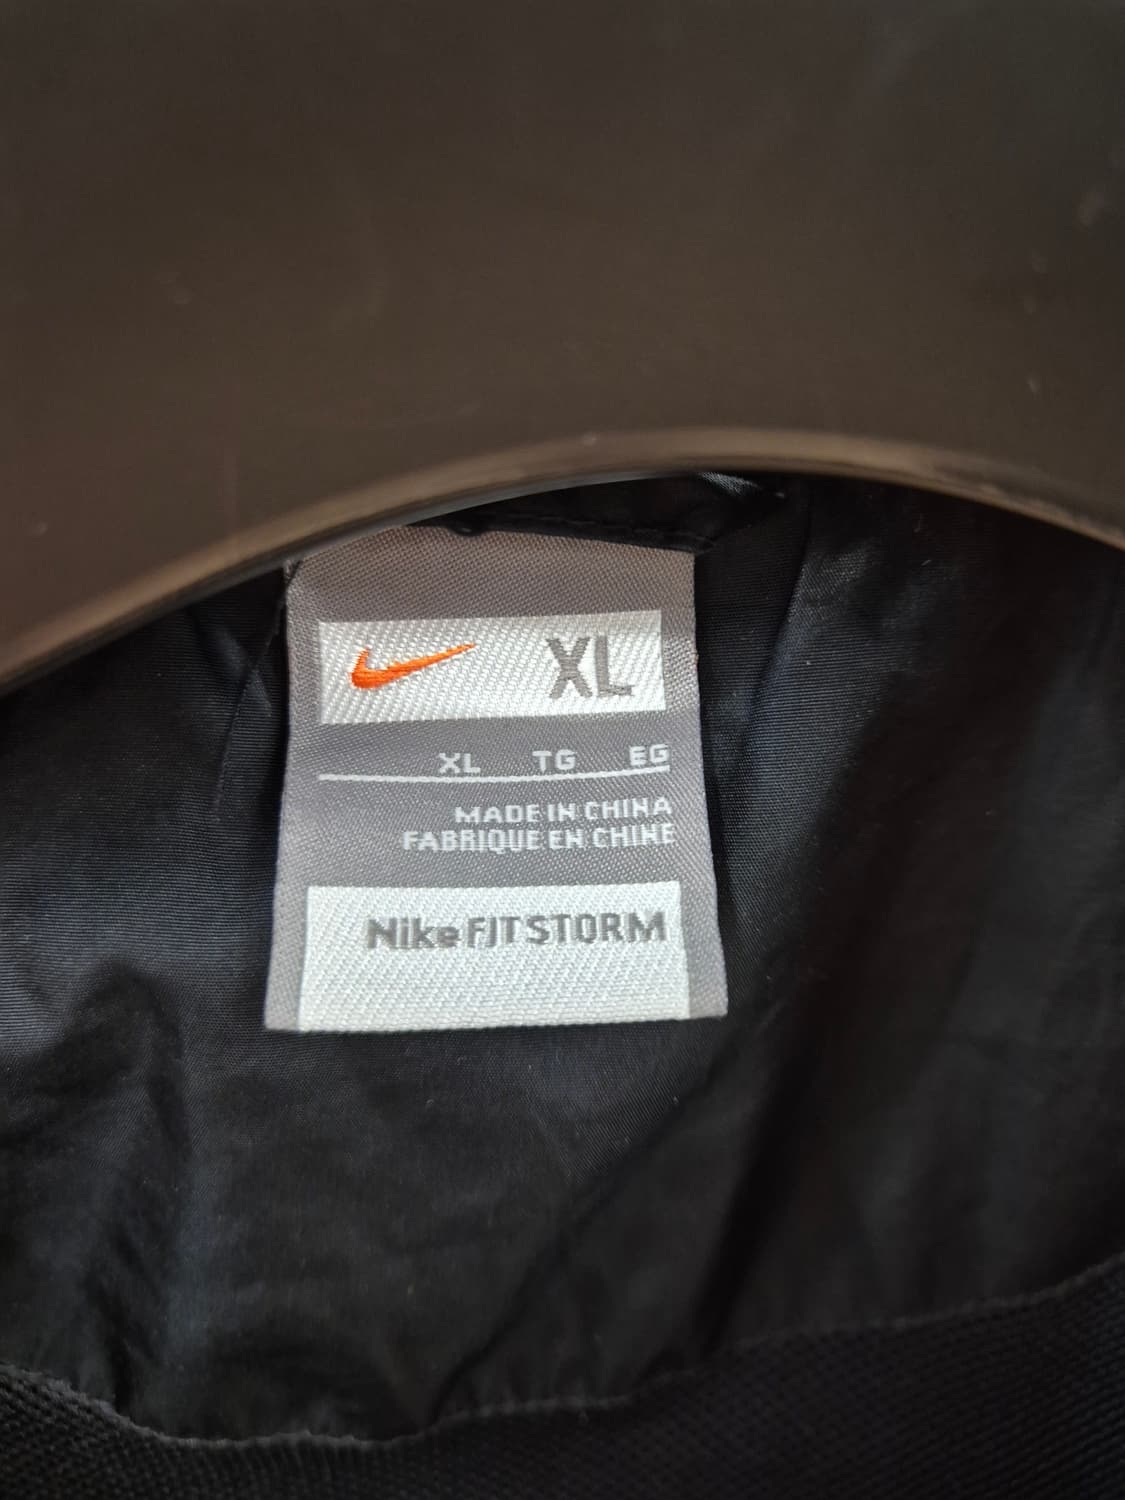 XL
XL TG EG
MADE IN CHINA
FABRIQUE EN CHINE
Nike FIT STORM